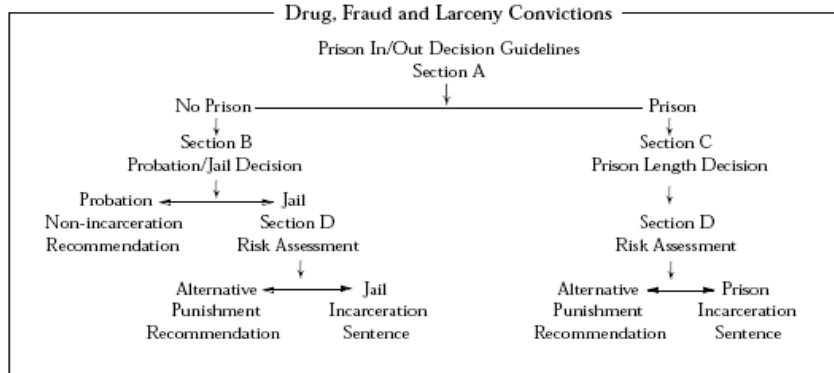 Drug, Fraud and Larceny Convictions
Prison In/Out Decision Guidelines
Section A
No Prison
Prison
Section B
Probation/Jail Decision
Section C
Prison Length Decision
Probation
Non-incarceration
Recommendation
Jail
Section D
Risk Assessment
Section D
Risk Assessment
Alternative
Punishment
Recommendation
Jail
Incarceration
Sentence
Alternative
Punishment
Recommendation
Prison
Incarceration
Sentence